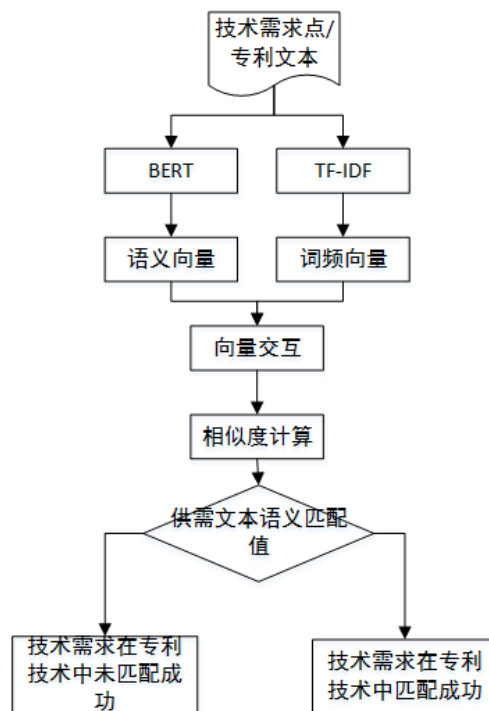 技术需求点/
专利文本
BERT
TF-IDF
语义向量
词频向量
向量交互
相似度计算
供需文本语义匹配
值
技术需求在专利
技术中未匹配成
功
技术需求在专利
技术中匹配成功